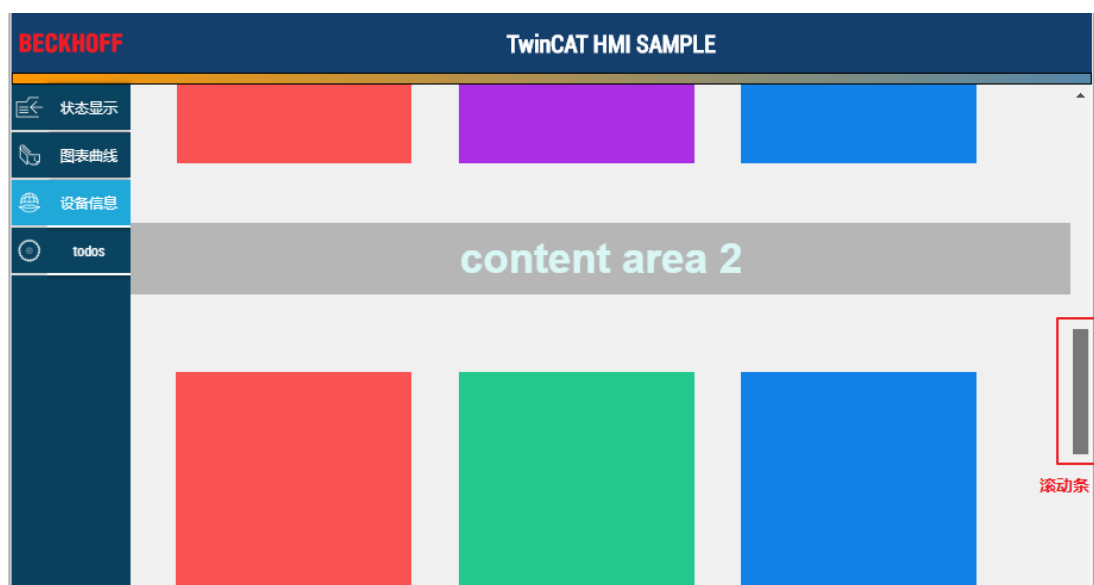 BECKHOFF
TwinCAT HMI SAMPLE
状态显示
图表曲线
设备信息
todos
content area 2
滚动条